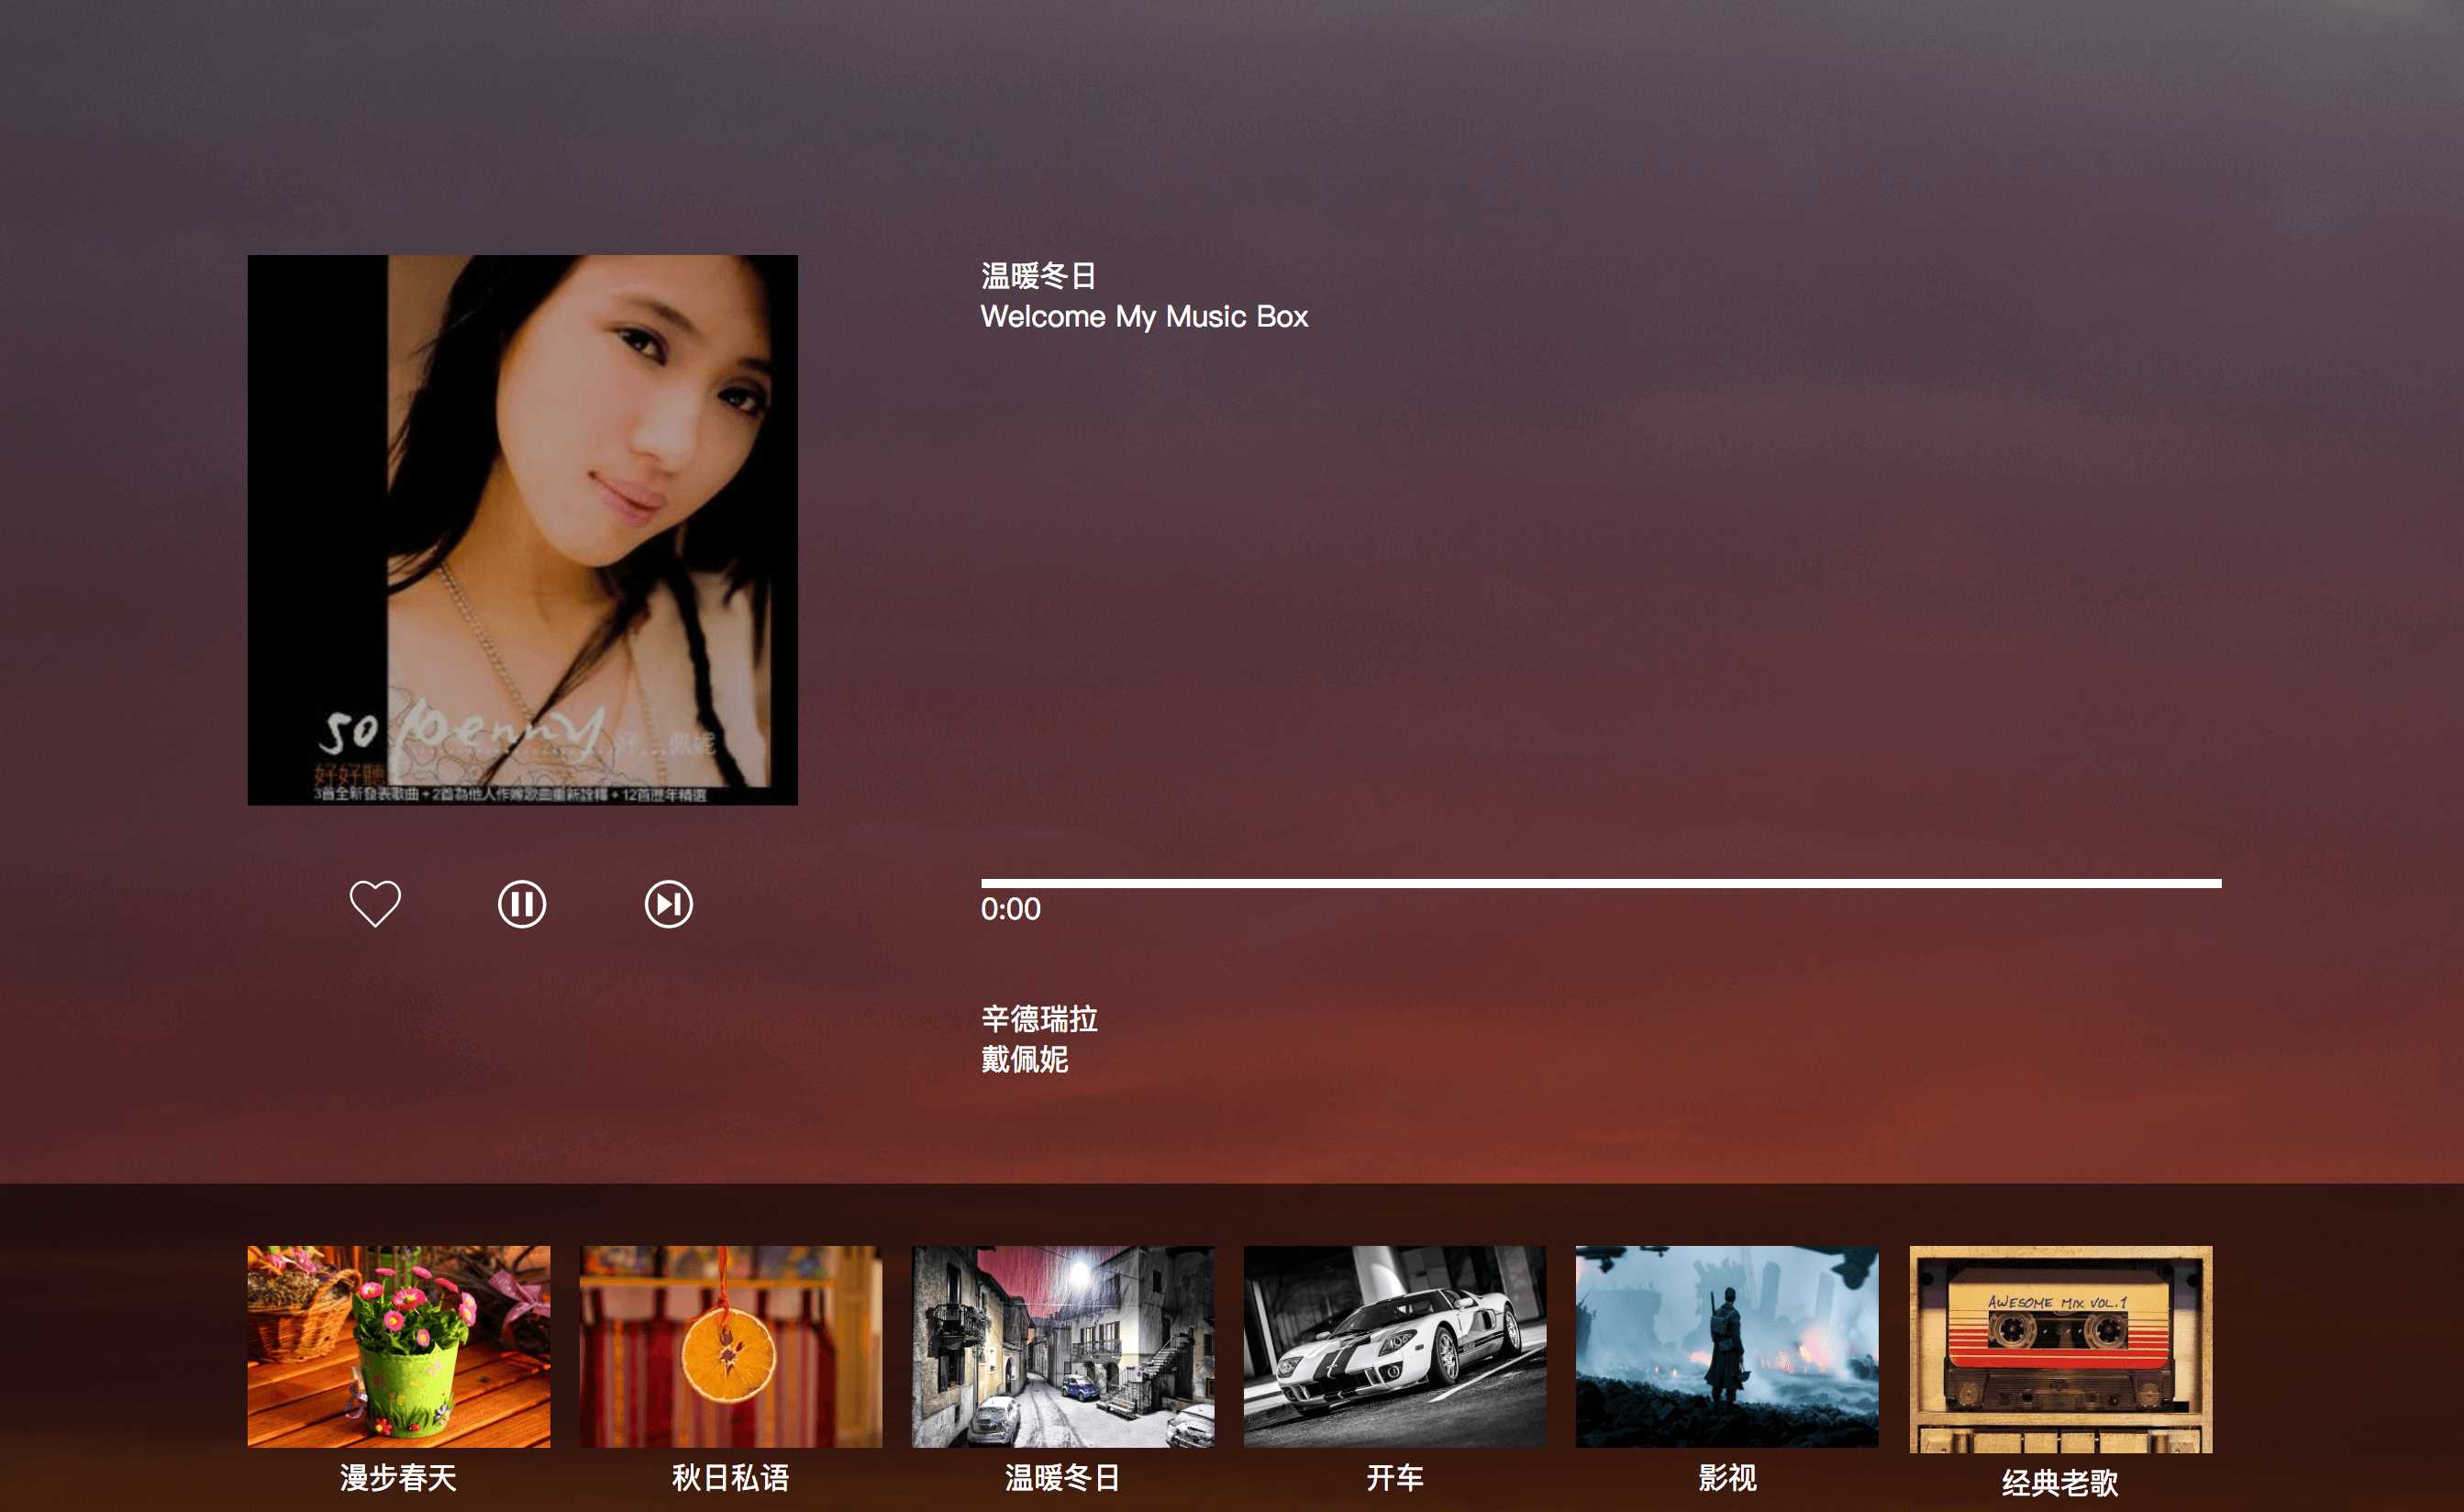 温暖冬日
Welcome My Music Box
so penny
好 佩妮
好好聽
3首全新發表歌曲+2首為他人作嫁歌曲重新詮釋+12首歷年精選
0:00
辛德瑞拉
戴佩妮
AWESOME MIX VOL.1
漫步春天
秋日私语
温暖冬日
开车
影视
经典老歌